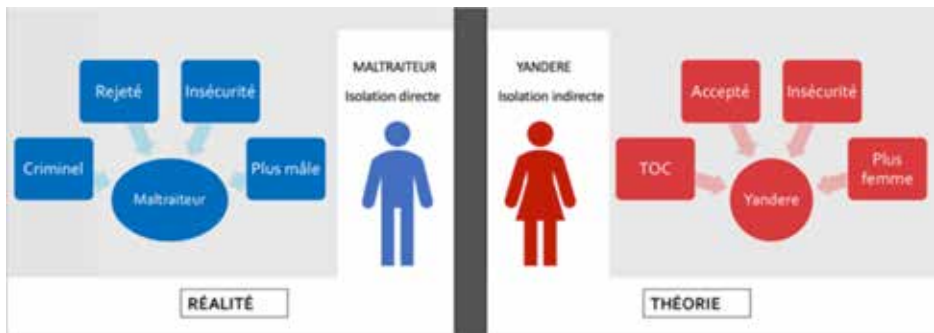 MALTRAITEUR
Isolation directe
Rejeté
Insécurité
Criminel
Plus mâle
Maltraiteur
RÉALITÉ
YANDERE
Isolation indirecte
Accepté
Insécurité
TOC
Plus
femme
Yandere
THÉORIE